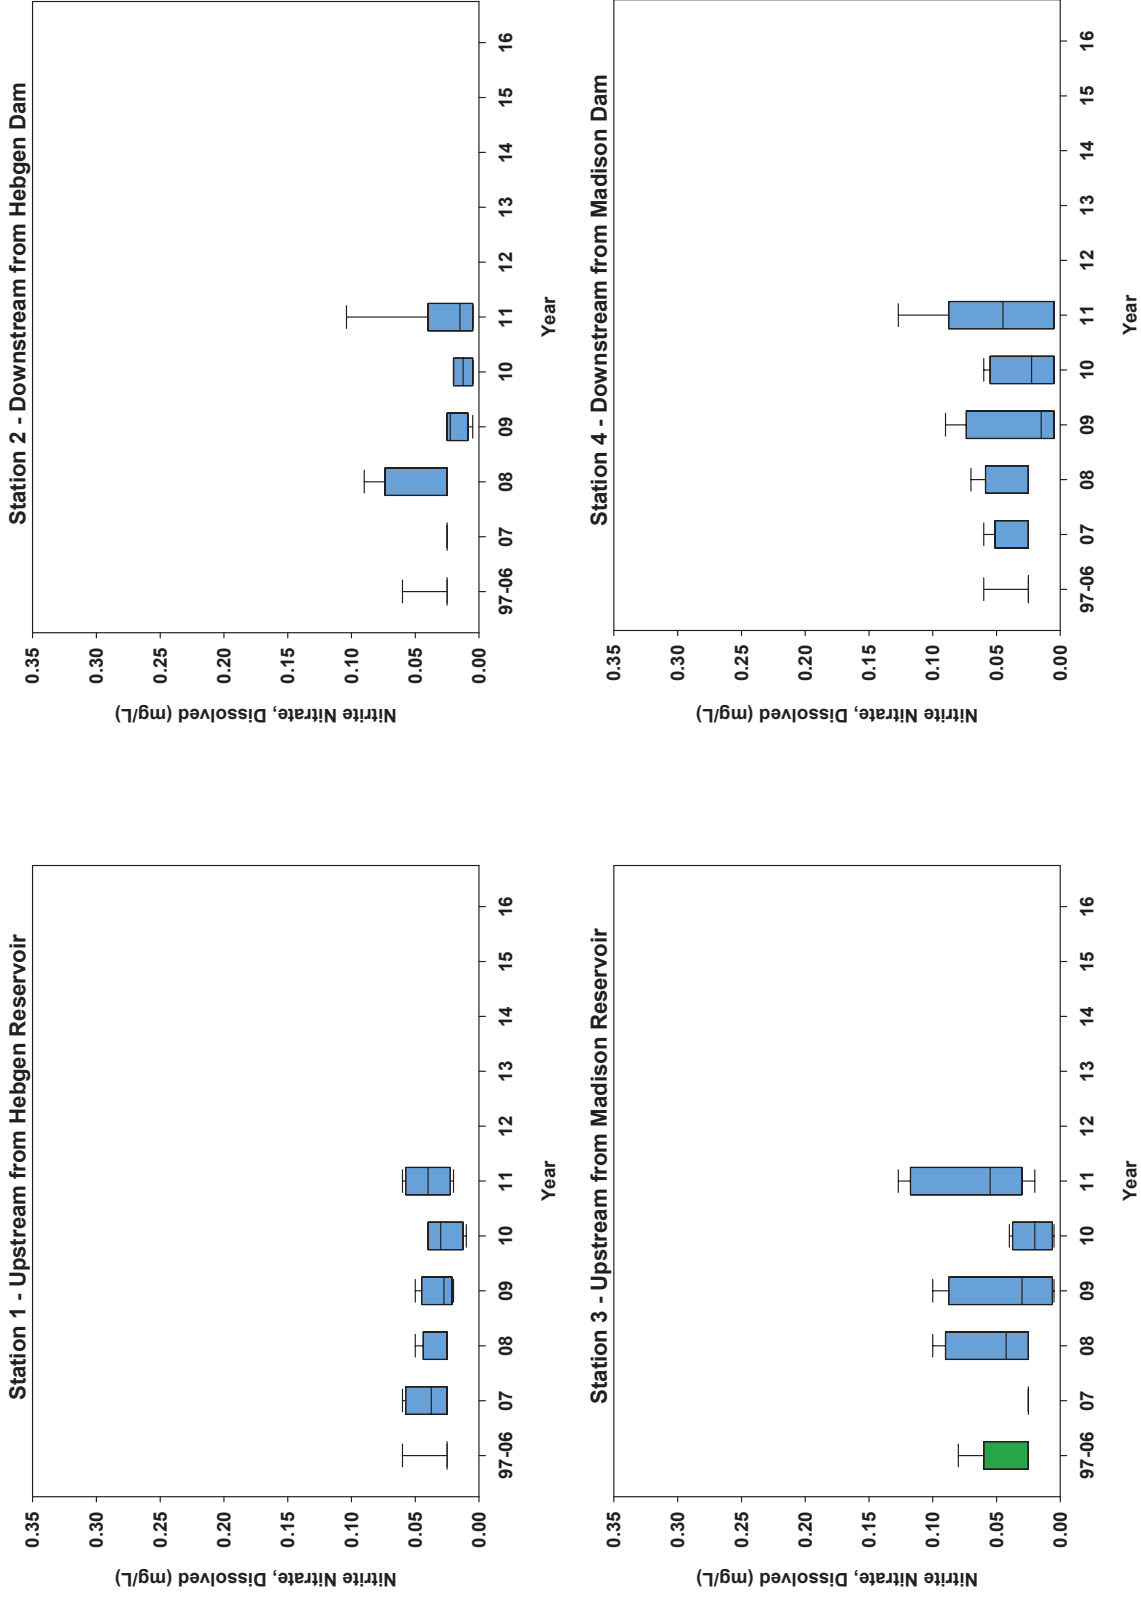 Station 1 - Upstream from Hebgen Reservoir
Nitrite Nitrate, Dissolved (mg/L)
0.35
0.30
0.25
0.20
0.15
0.10
0.05
0.00
97-06 07 08 09 10 11 12 13 14 15 16
Year
Station 2 - Downstream from Hebgen Dam
Nitrite Nitrate, Dissolved (mg/L)
0.35
0.30
0.25
0.20
0.15
0.10
0.05
0.00
97-06 07 08 09 10 11 12 13 14 15 16
Year
Station 3 - Upstream from Madison Reservoir
Nitrite Nitrate, Dissolved (mg/L)
0.35
0.30
0.25
0.20
0.15
0.10
0.05
0.00
97-06 07 08 09 10 11 12 13 14 15 16
Year
Station 4 - Downstream from Madison Dam
Nitrite Nitrate, Dissolved (mg/L)
0.35
0.30
0.25
0.20
0.15
0.10
0.05
0.00
97-06 07 08 09 10 11 12 13 14 15 16
Year